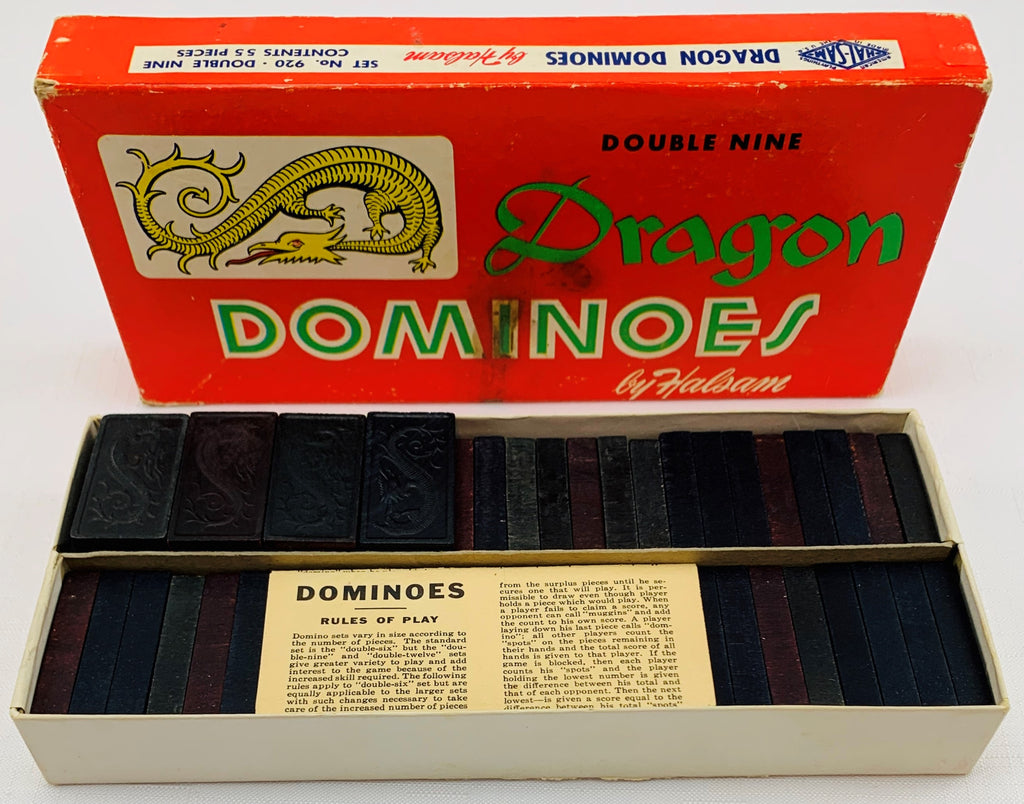 SET No. 920 · DOUBLE NINE
CONTENTS 55 PIECES
by Halsam
DRAGON DOMINOES
HALSAM
AMERICAN
PLAYTHINGS
MADE IN U.S.A.
DOUBLE NINE
Dragon
DOMINOES
by Halsam
DOMINOES
RULES OF PLAY
Domino sets vary in size according to
the number of pieces. The standard
set is the "double-six" but the "dou-
ble-nine" and "double-twelve" sets
give greater variety to play and add
interest to the game because of the
increased skill required. The following
rules apply to "double-six" set but are
equally applicable to the larger sets
with such changes necessary to take
care of the increased number of pieces
from the surplus pieces until he se-
cures one that will play. It is per-
missible to draw even though player
holds a piece which would play. When
a player fails to claim a score, any
opponent can call "muggins" and add
the count to his own score. A player
laying down his last piece calls "dom-
ino"; all other players count the
"spots" on the pieces remaining in
their hands and the total score of all
hands is given to that player. If the
game is blocked, then each player
counts his "spots" and the player
holding the lowest number is given
the difference between his total and
that of each opponent. Then the next
lowest—is given a score equal to the
difference between his total "spots"